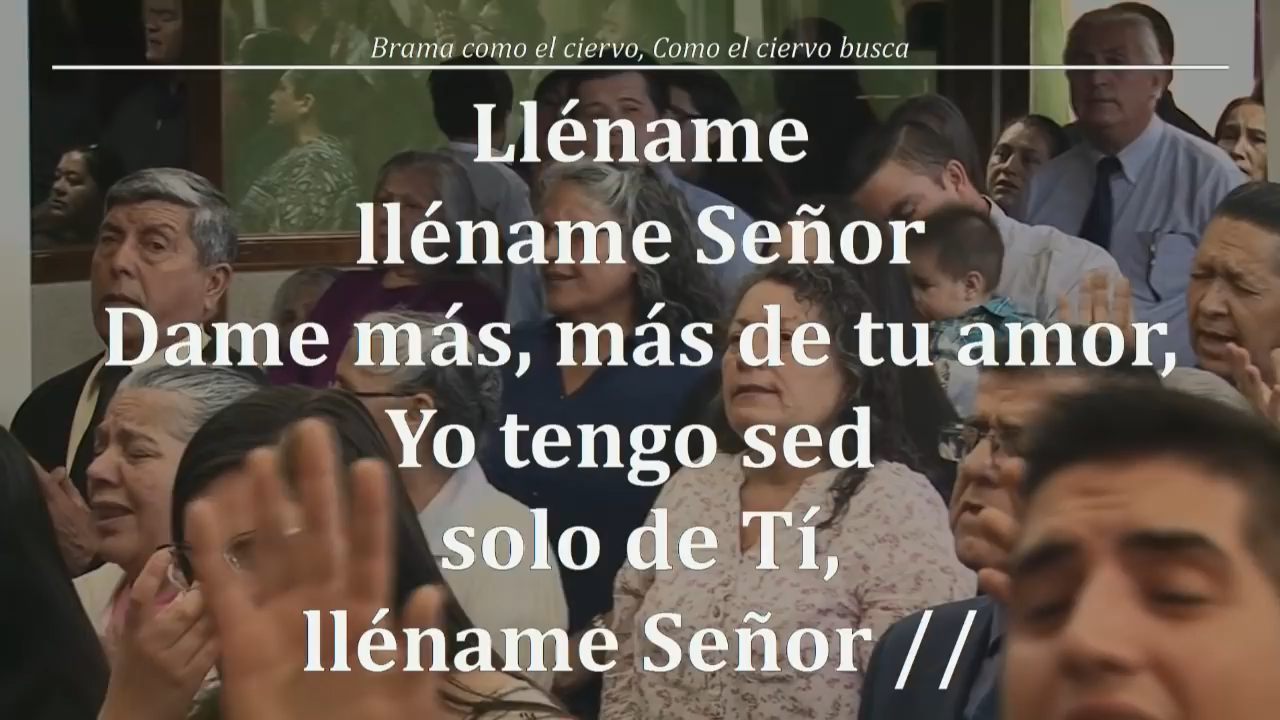 Brama como el ciervo, Como el ciervo busca
Lléname
lléname Señor
Dame más, más de tu amor,
Yo tengo sed
solo de Tí,
lléname Señor //